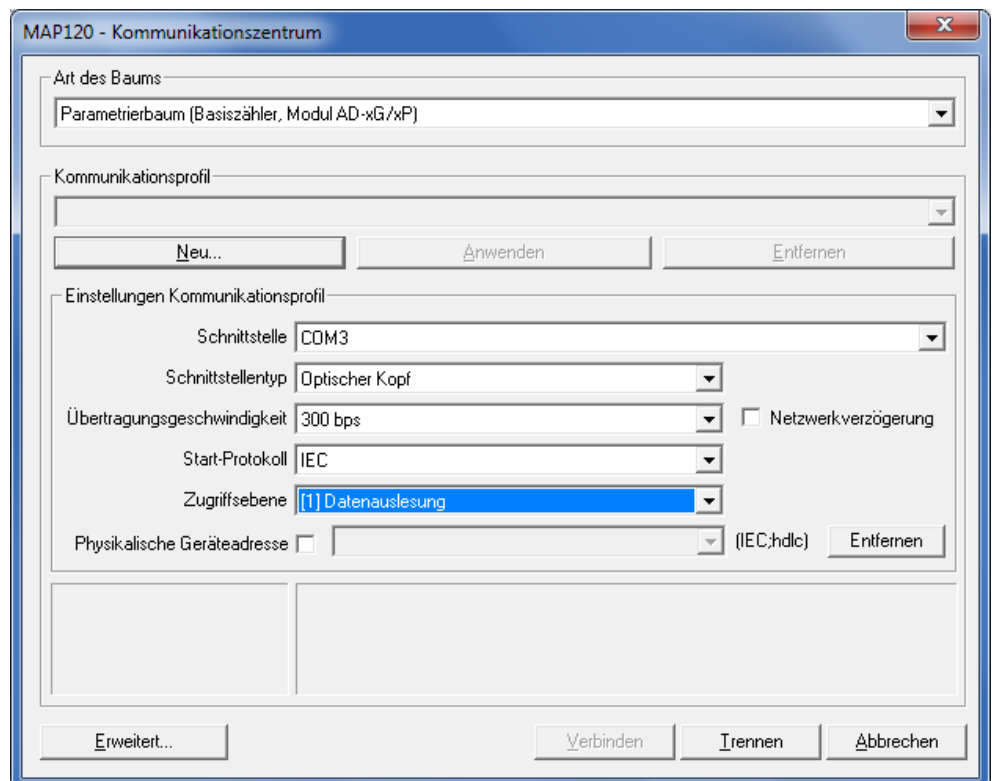 MAP120 - Kommunikationszentrum
Art des Baums
Parametrierbaum (Basiszähler, Modul AD-xG/xP)
Kommunikationsprofil
Neu... Anwenden Entfernen
Einstellungen Kommunikationsprofil
Schnittstelle COM3
Schnittstellentyp Optischer Kopf
Übertragungsgeschwindigkeit 300 bps Netzwerkverzögerung
Start-Protokoll IEC
Zugriffsebene [1] Datenauslesung
Physikalische Geräteadresse (IEC;hdlc) Entfernen
Erweitert... Verbinden Trennen Abbrechen